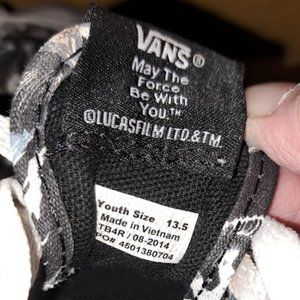 VANS®
May The
Force
Be With
You.™
©LUCASFILM LTD.&TM.
Youth Size 13.5
Made in Vietnam
TB4R / 08-2014
PO# 4501380704